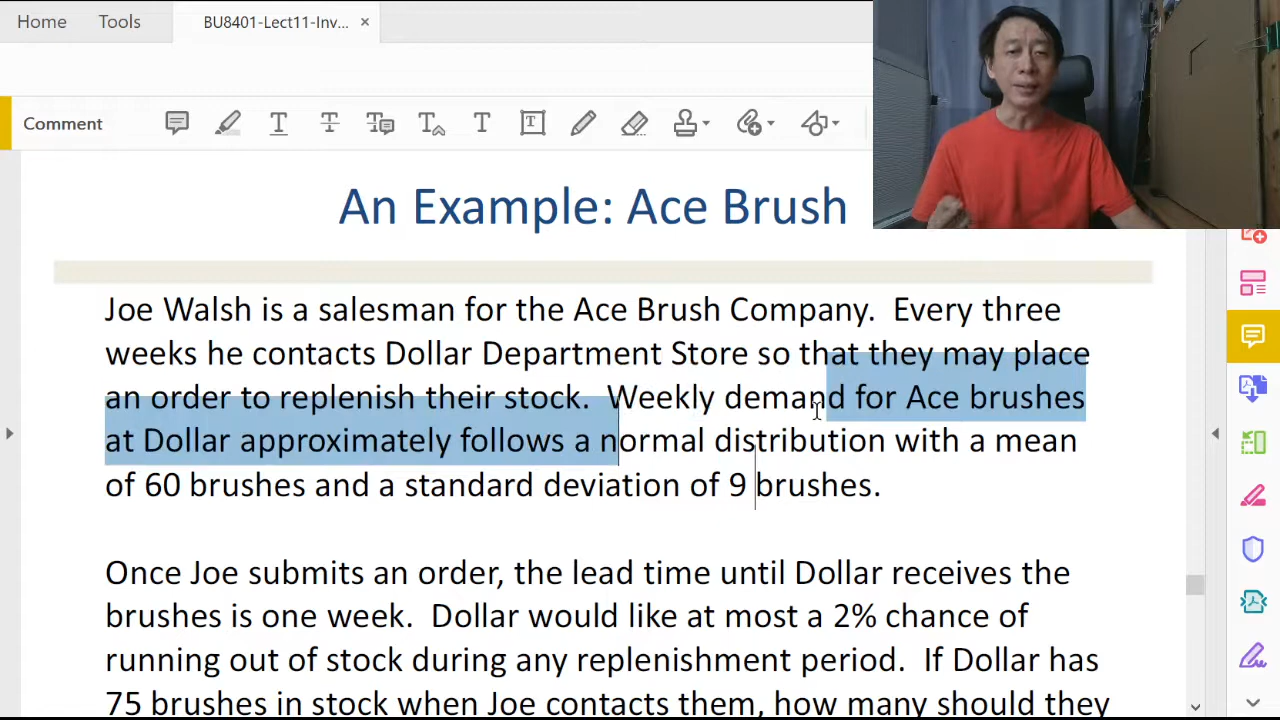 Home Tools BU8401-Lect11-Inv... ×
Comment
An Example: Ace Brush
Joe Walsh is a salesman for the Ace Brush Company. Every three
weeks he contacts Dollar Department Store so that they may place
an order to replenish their stock. Weekly demand for Ace brushes
at Dollar approximately follows a normal distribution with a mean
of 60 brushes and a standard deviation of 9 brushes.
Once Joe submits an order, the lead time until Dollar receives the
brushes is one week. Dollar would like at most a 2% chance of
running out of stock during any replenishment period. If Dollar has
75 brushes in stock when Joe contacts them, how many should they